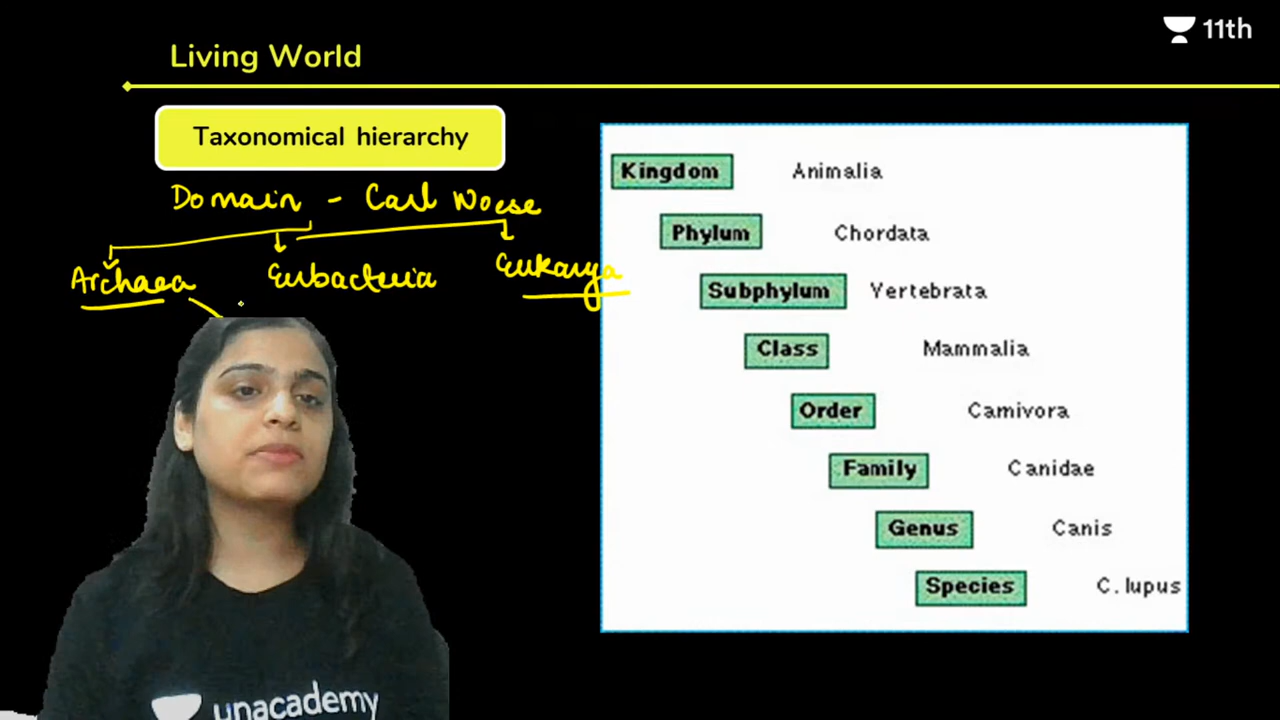 11th
Living World
Taxonomical hierarchy
Domain - Carl Woese
Archaea Eubacteria Eukarya
Kingdom Animalia
Phylum Chordata
Subphylum Vertebrata
Class Mammalia
Order Carnivora
Family Canidae
Genus Canis
Species C. lupus
unacademy